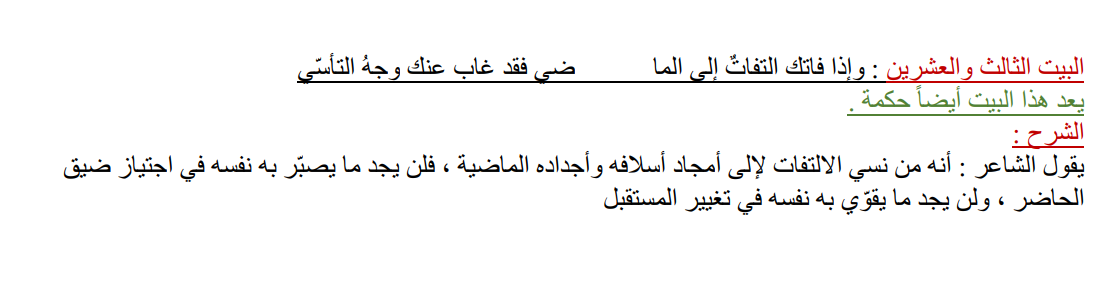 البيت الثالث والعشرين : وإذا فاتك التفاتٌ إلى الما ضي فقد غاب عنك وجهُ التأسّي
يعد هذا البيت أيضاً حكمة .
الشرح :
يقول الشاعر : أنه من نسي الالتفات لإلى أمجاد أسلافه وأجداده الماضية ، فلن يجد ما يصبّر به نفسه في اجتياز ضيق
الحاضر ، ولن يجد ما يقوّي به نفسه في تغيير المستقبل